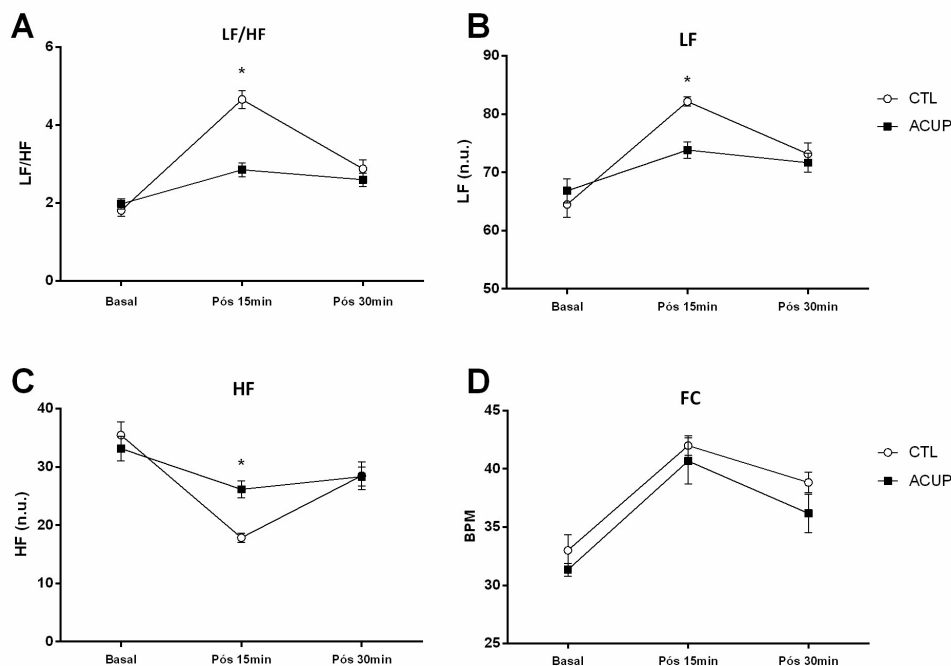 A
LF/HF
LF/HF
6
4
2
0
*
Basal
Pós 15min
Pós 30min
B
LF
LF (n.u.)
90
80
70
60
50
*
Basal
Pós 15min
Pós 30min
CTL
ACUP
C
HF
HF (n.u.)
40
30
20
10
0
*
Basal
Pós 15min
Pós 30min
D
FC
BPM
45
40
35
30
25
Basal
Pós 15min
Pós 30min
CTL
ACUP